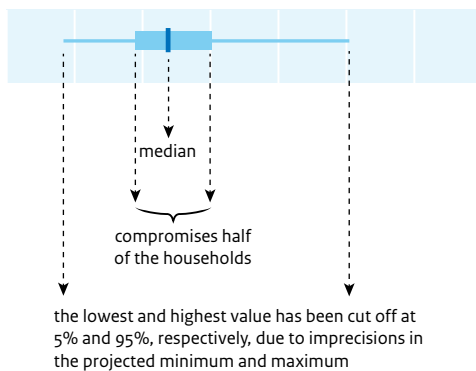 median
compromises half
of the households
the lowest and highest value has been cut off at
5% and 95%, respectively, due to imprecisions in
the projected minimum and maximum